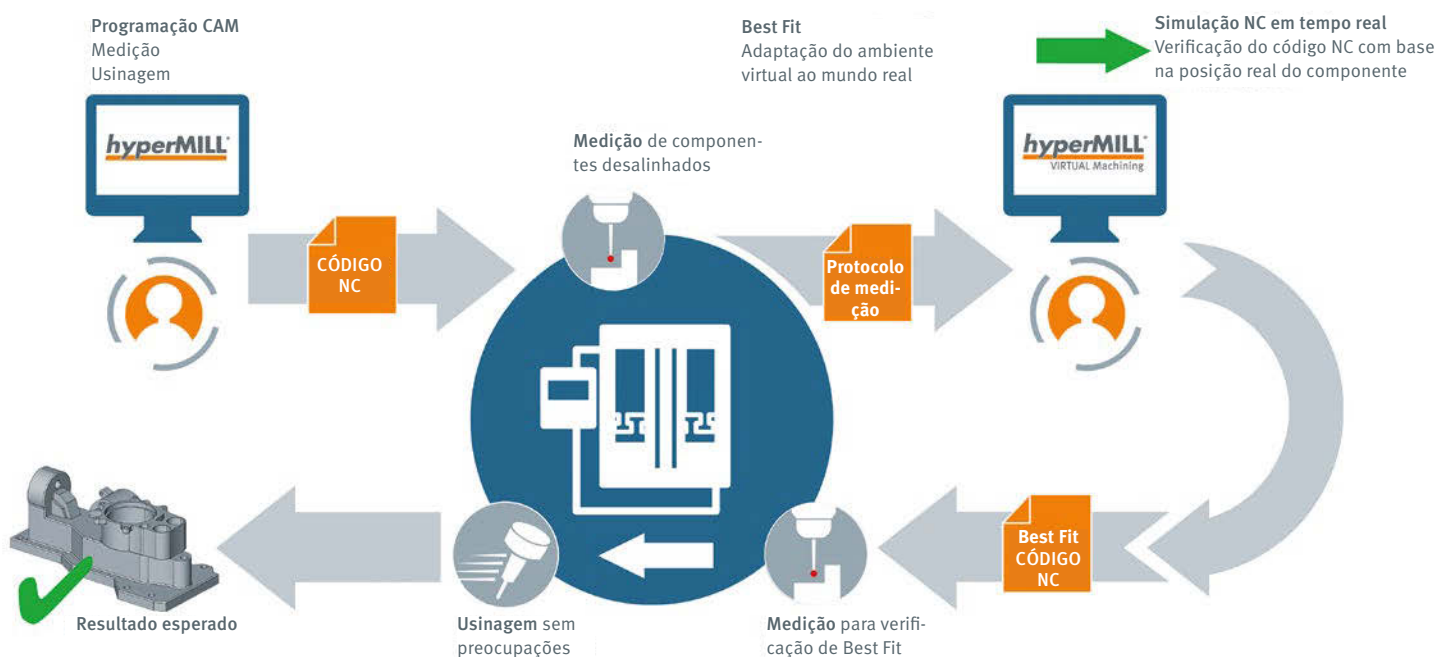 Programação CAM
Medição
Usinagem
hyperMILL®
CÓDIGO
NC
Medição de componen-
tes desalinhados
Best Fit
Adaptação do ambiente
virtual ao mundo real
Protocolo
de medi-
ção
Simulação NC em tempo real
Verificação do código NC com base
na posição real do componente
hyperMILL®
VIRTUAL Machining
Best Fit
CÓDIGO
NC
Medição para verifi-
cação de Best Fit
Usinagem sem
preocupações
Resultado esperado